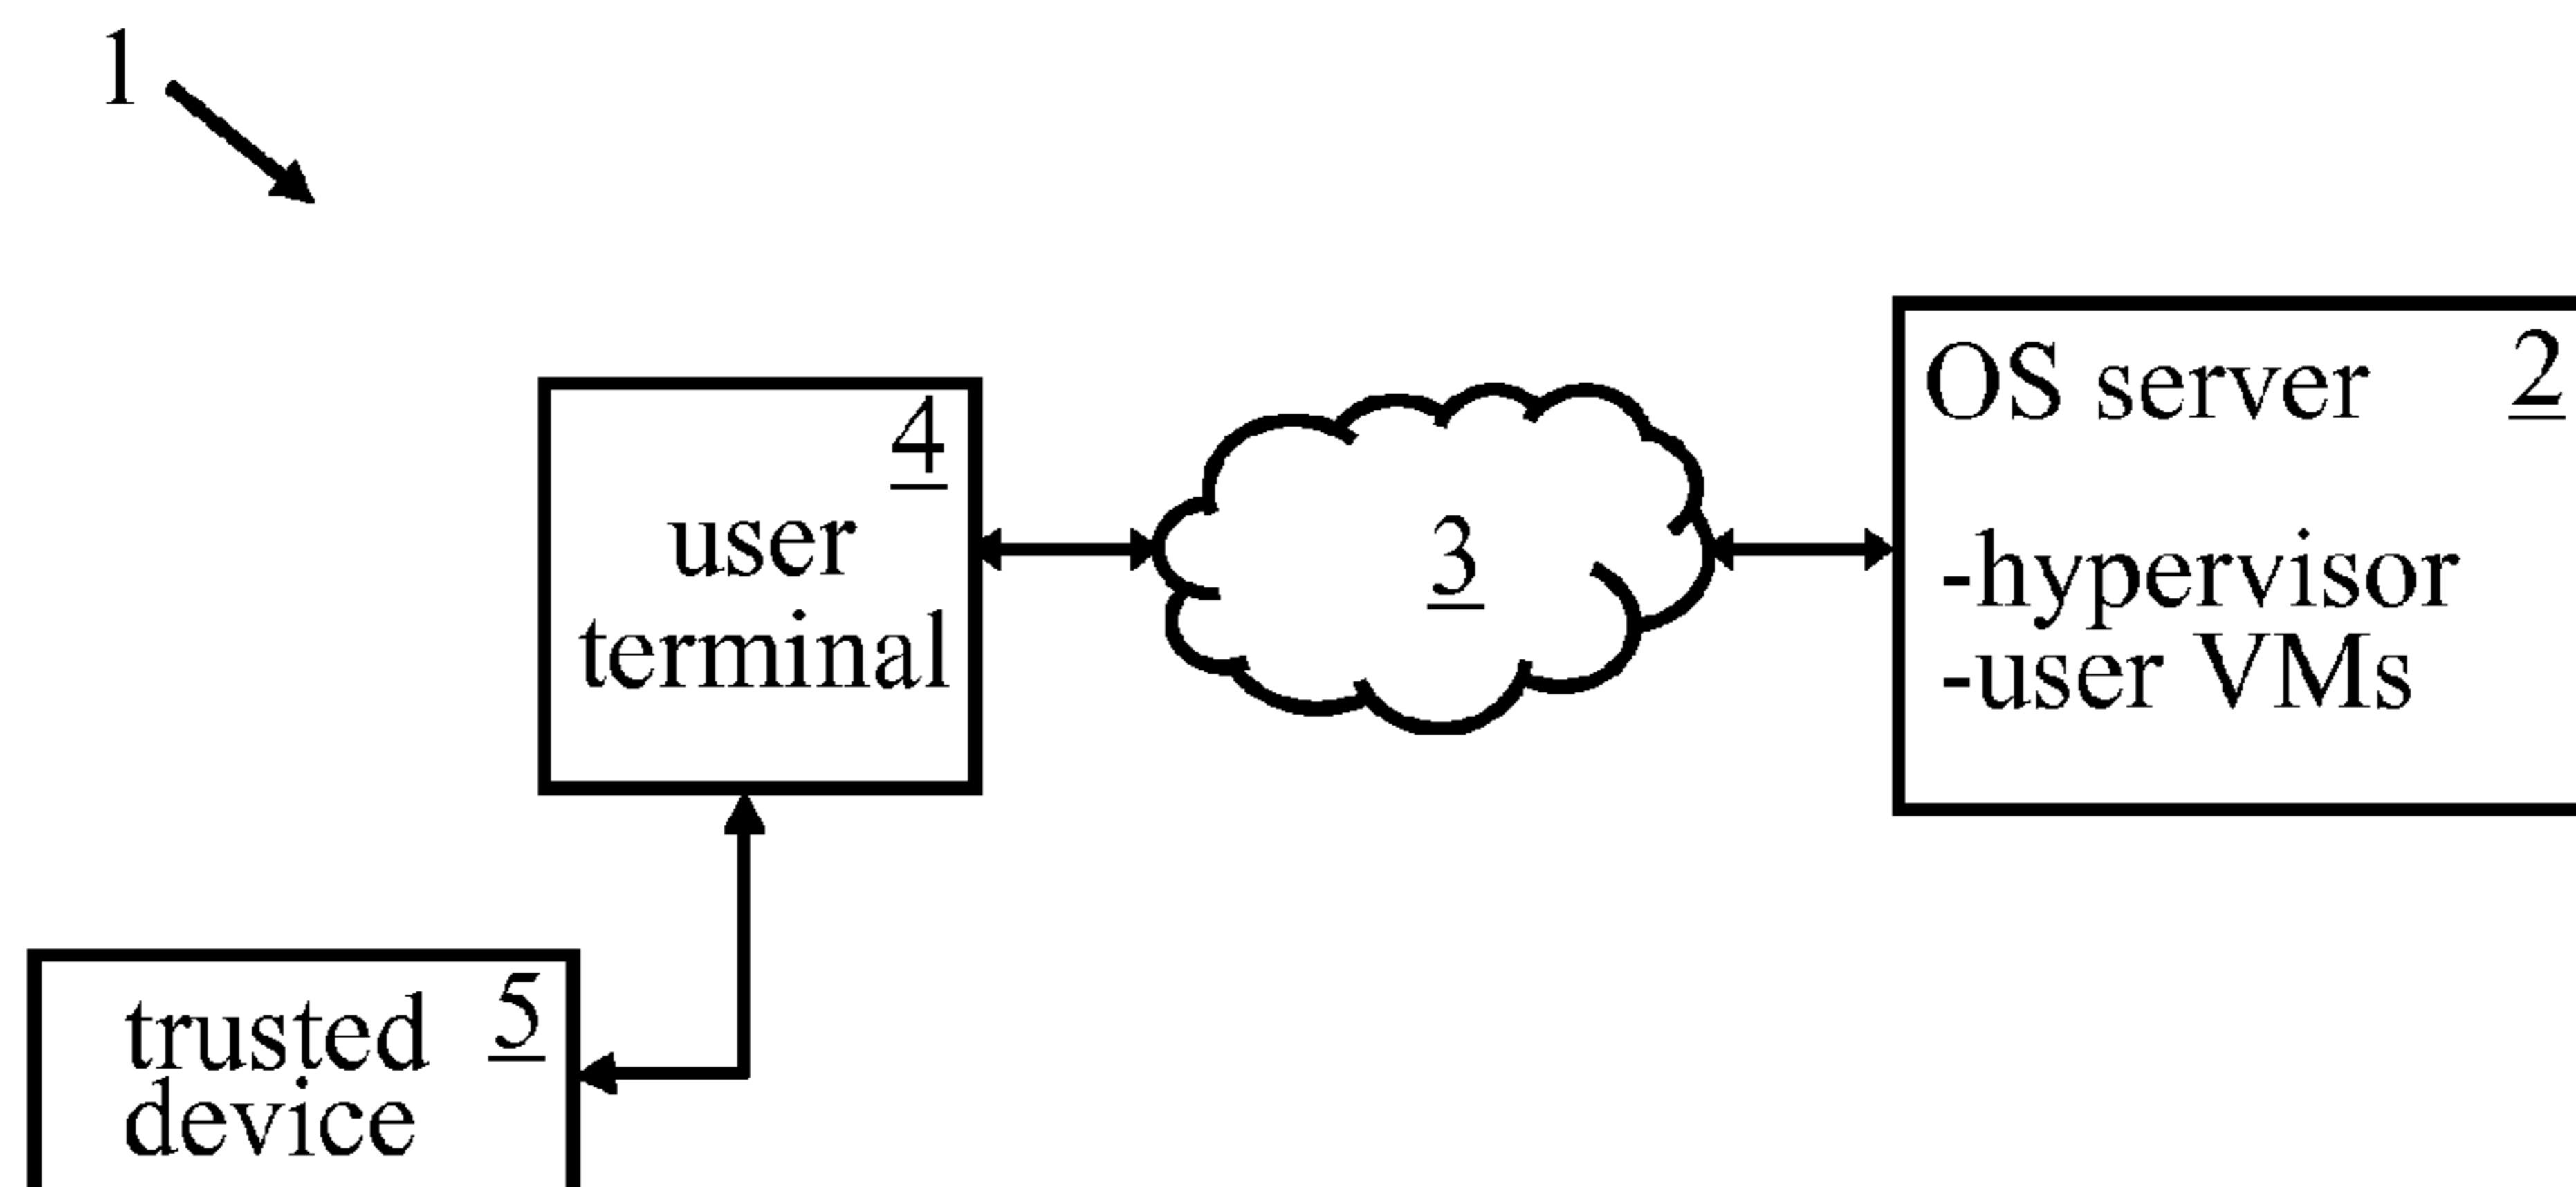 1
OS server 2
-hypervisor
-user VMs
4
user
terminal
3
trusted 5
device